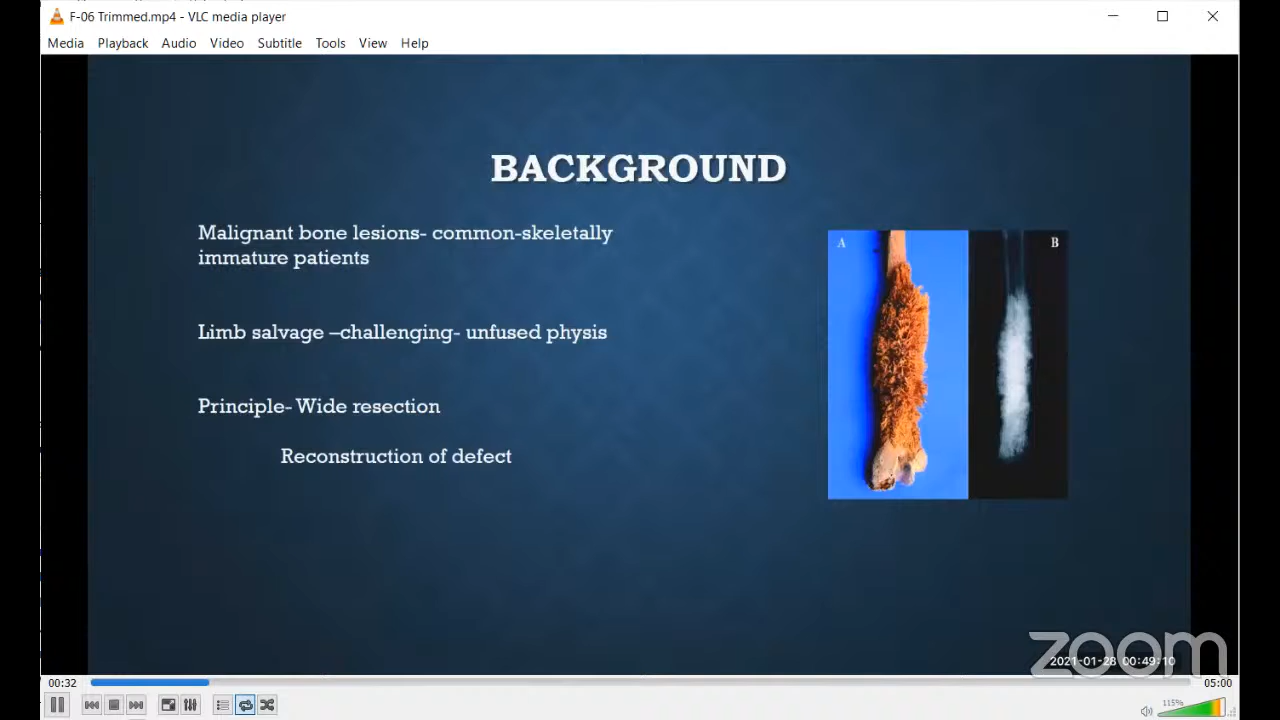 F-06 Trimmed.mp4 - VLC media player
Media Playback Audio Video Subtitle Tools View Help
BACKGROUND
Malignant bone lesions- common-skeletally
immature patients
Limb salvage –challenging- unfused physis
Principle- Wide resection
Reconstruction of defect
A B
zoom
2021-01-28 00:49:10
00:32 05:00
115%